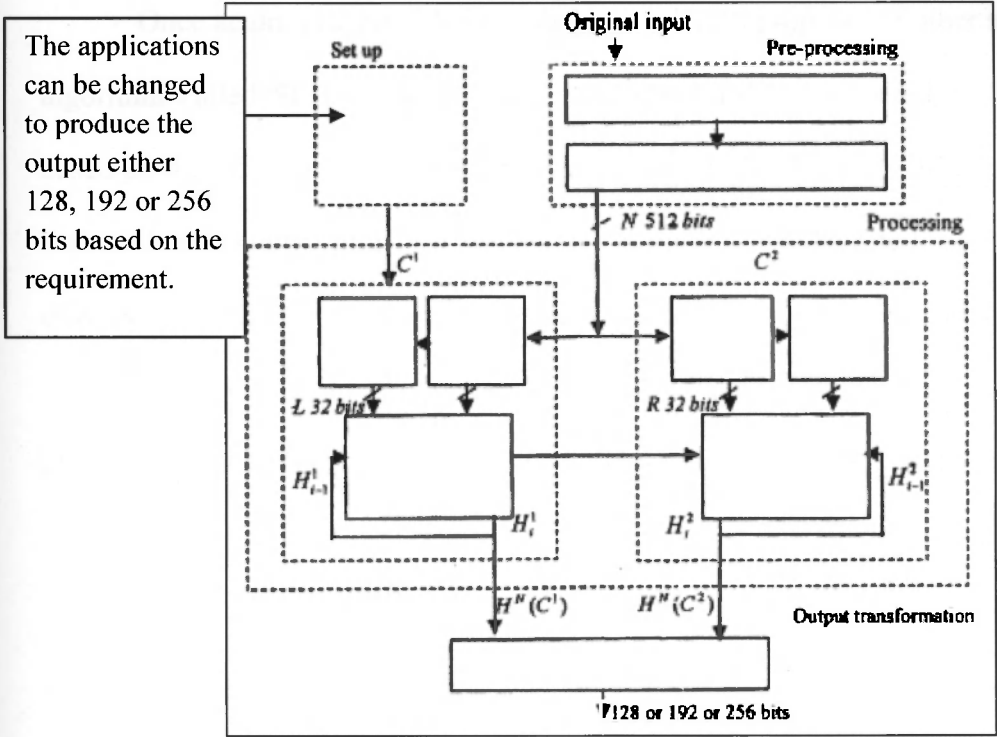 The applications
can be changed
to produce the
output either
128, 192 or 256
bits based on the
requirement.
Original input
Set up
Pre-processing
N 512 bits
Processing
C¹
C²
L 32 bits
R 32 bits
H¹ᵢ₋₁
H²ᵢ₋₁
H¹ᵢ
H²ᵢ
Hᴺ(C¹)
Hᴺ(C²)
Output transformation
128 or 192 or 256 bits